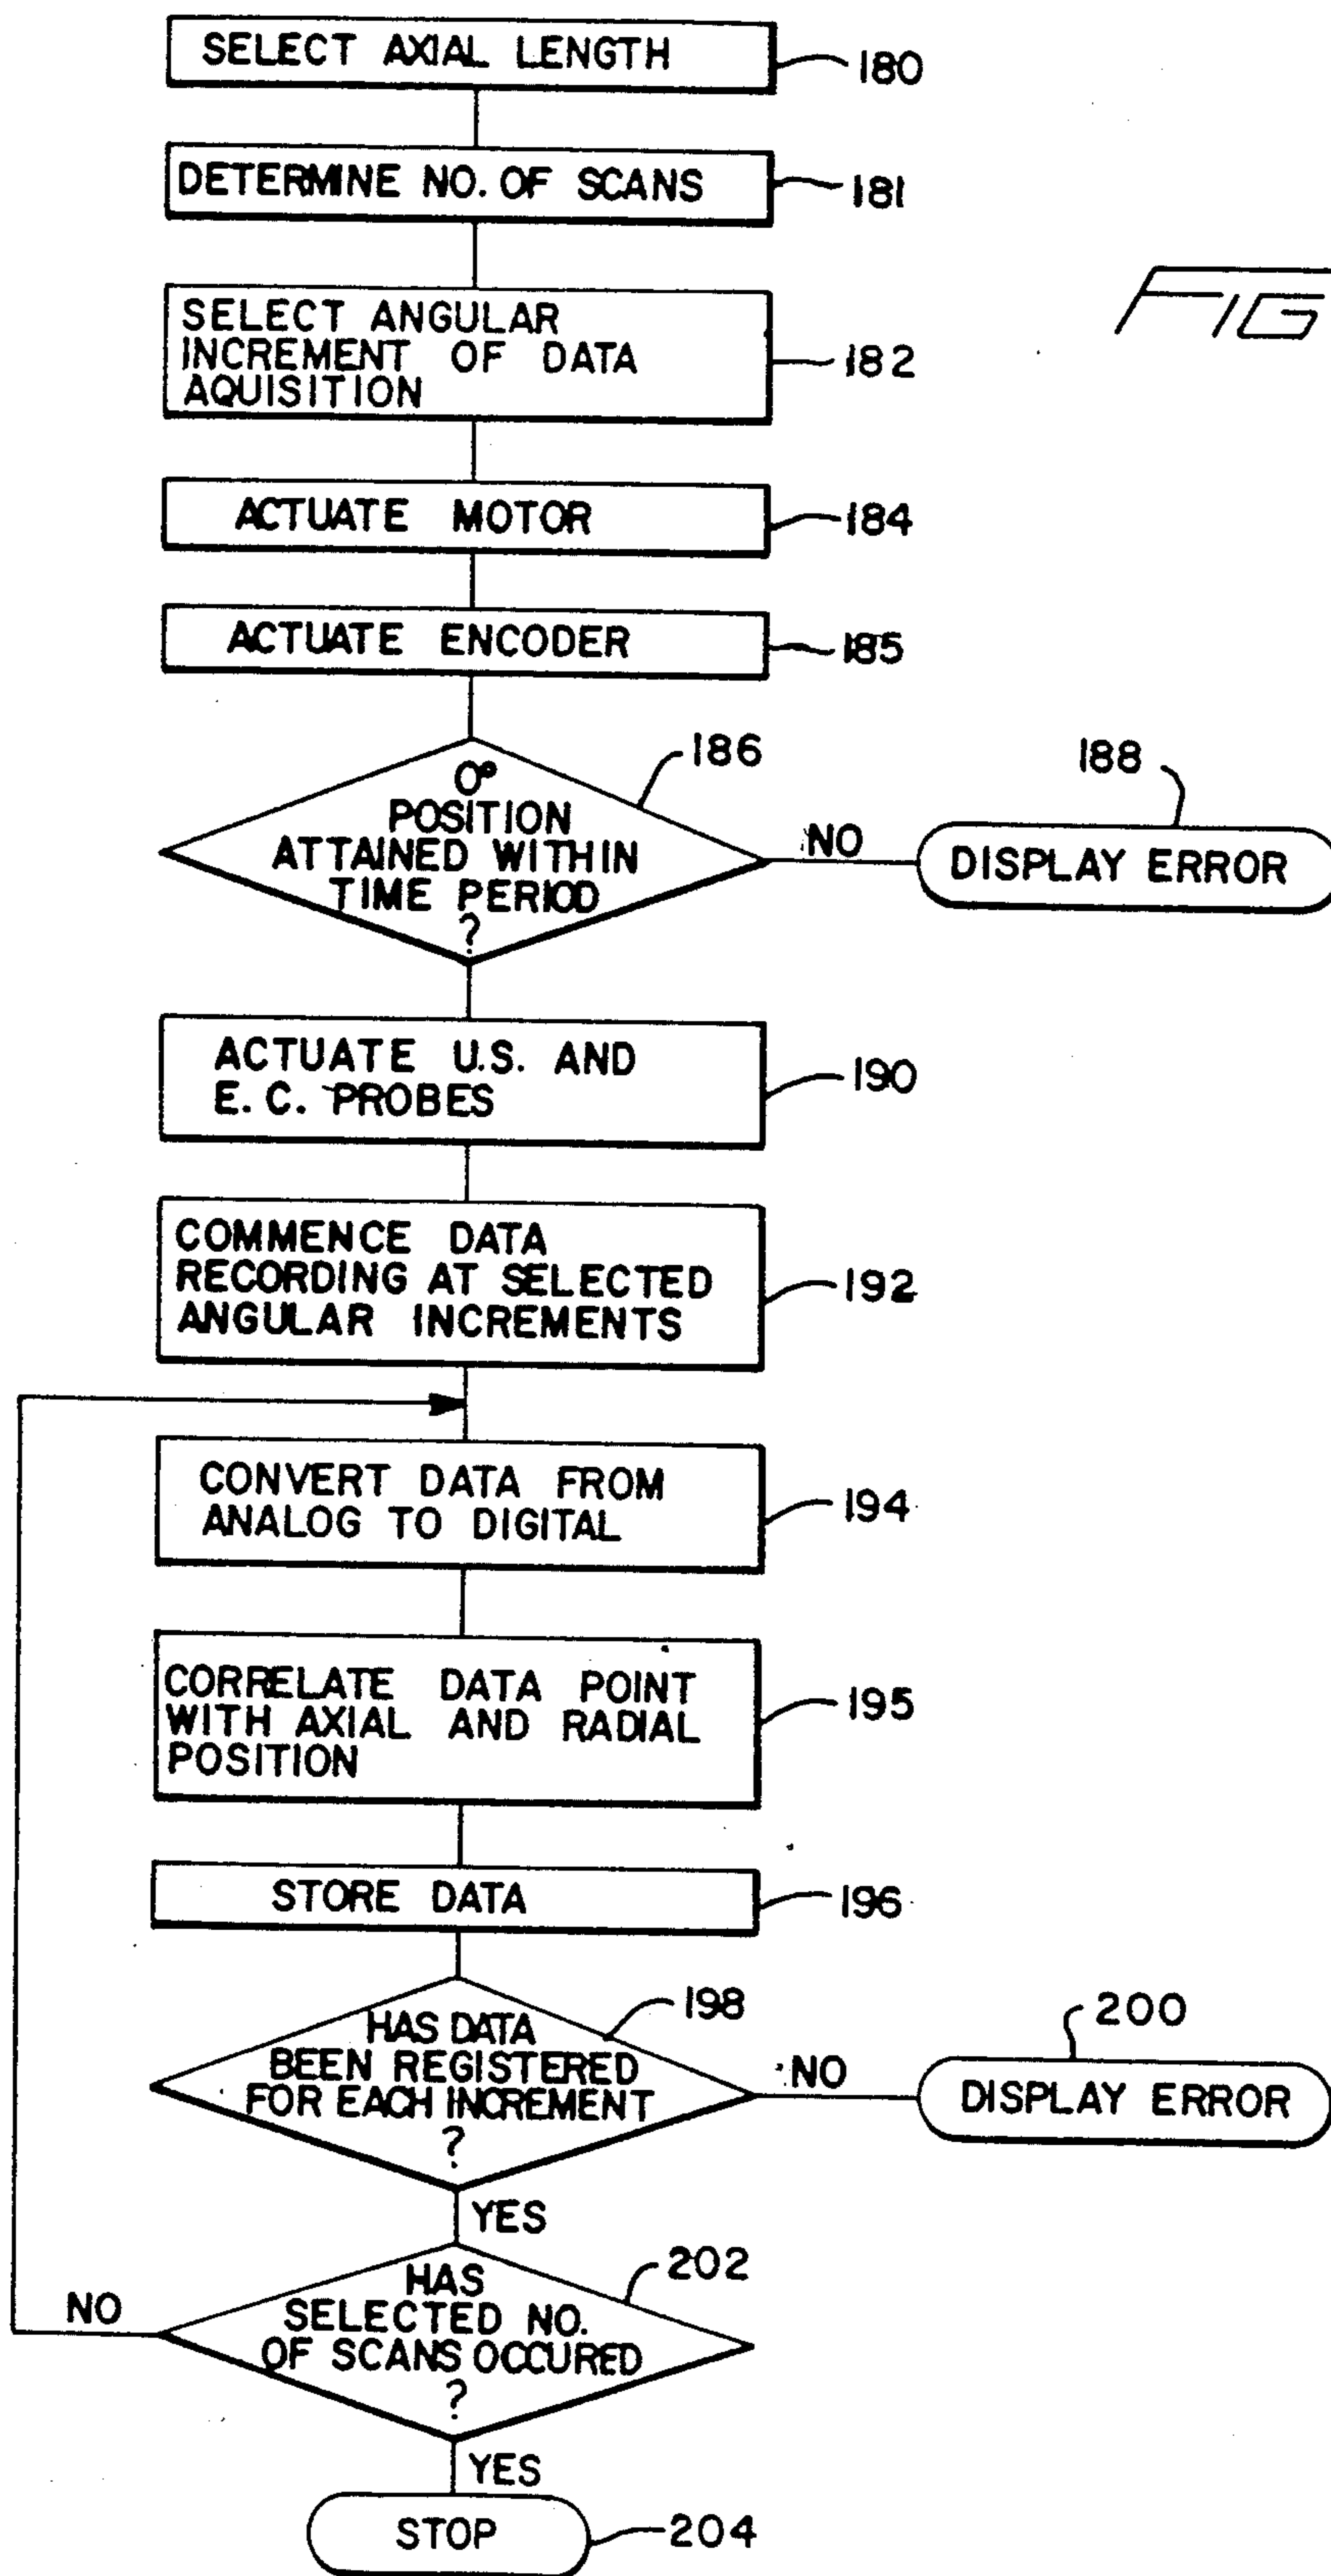 SELECT AXIAL LENGTH
180
DETERMINE NO. OF SCANS
181
FIG
SELECT ANGULAR
INCREMENT OF DATA
AQUISITION
182
ACTUATE MOTOR
184
ACTUATE ENCODER
185
0°
POSITION
ATTAINED WITHIN
TIME PERIOD
?
186
NO
188
DISPLAY ERROR
ACTUATE U.S. AND
E. C. PROBES
190
COMMENCE DATA
RECORDING AT SELECTED
ANGULAR INCREMENTS
192
CONVERT DATA FROM
ANALOG TO DIGITAL
194
CORRELATE DATA POINT
WITH AXIAL AND RADIAL
POSITION
195
STORE DATA
196
HAS DATA
BEEN REGISTERED
FOR EACH INCREMENT
?
198
NO
200
DISPLAY ERROR
YES
HAS
SELECTED NO.
OF SCANS OCCURED
?
202
NO
YES
STOP
204